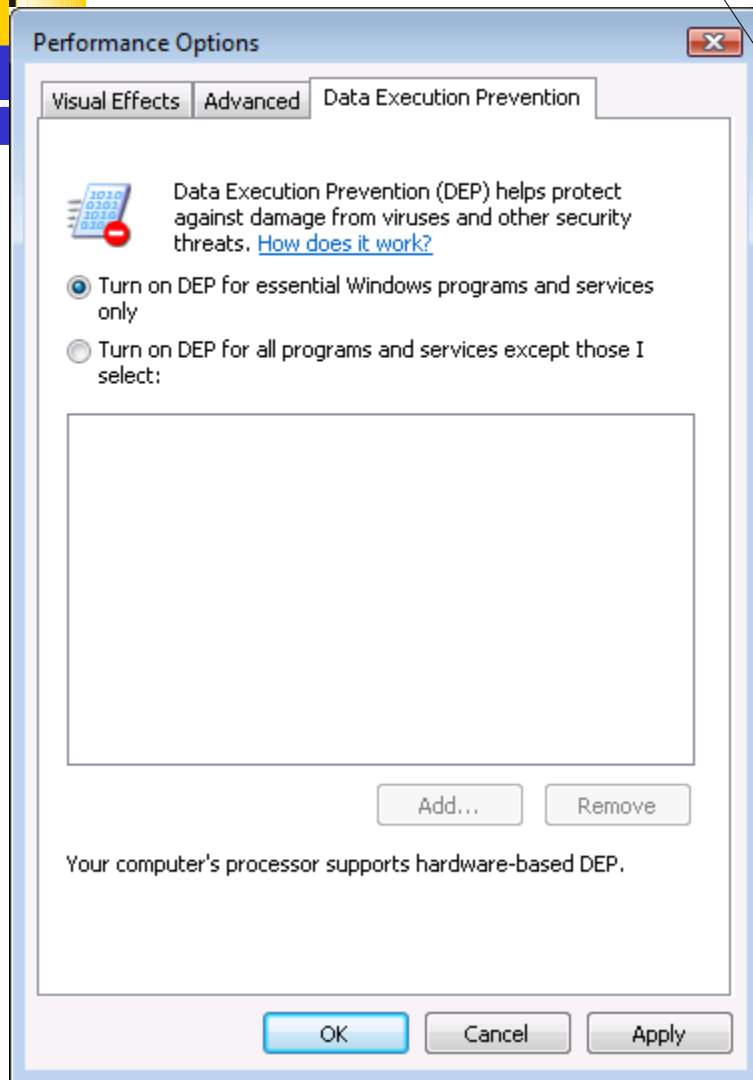 Performance Options
Visual Effects
Advanced
Data Execution Prevention
Data Execution Prevention (DEP) helps protect
against damage from viruses and other security
threats. How does it work?
Turn on DEP for essential Windows programs and services
only
Turn on DEP for all programs and services except those I
select:
Add...
Remove
Your computer's processor supports hardware-based DEP.
OK
Cancel
Apply